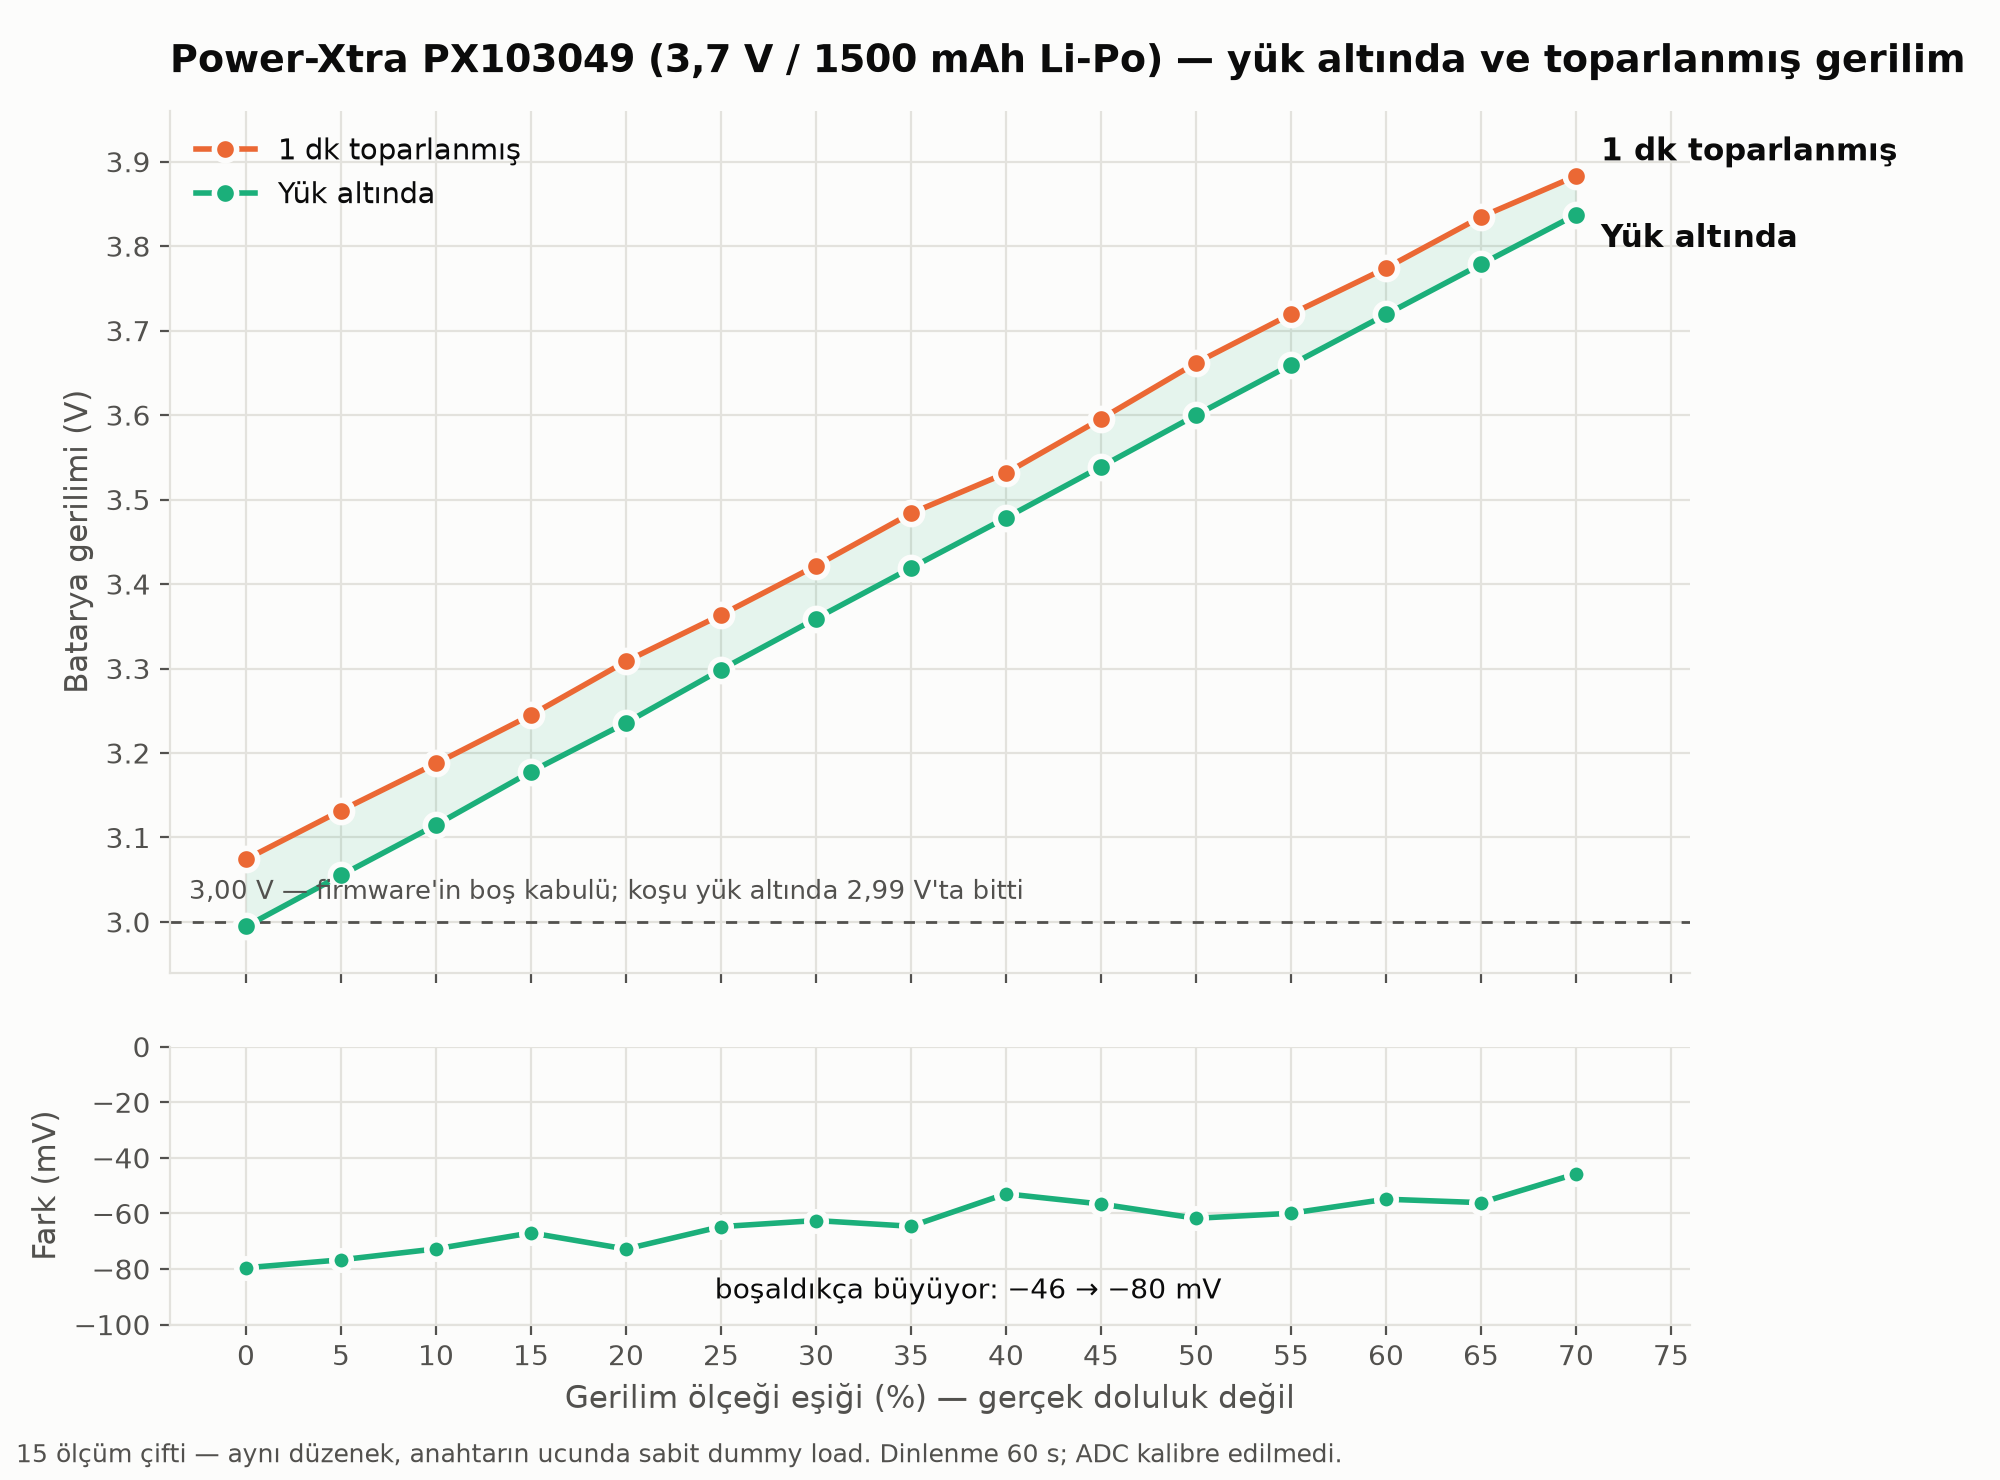 Power-Xtra PX103049 (3,7 V / 1500 mAh Li-Po) — yük altında ve toparlanmış gerilim
1 dk toparlanmış
Yük altında
1 dk toparlanmış
Yük altında
Batarya gerilimi (V)
3.9
3.8
3.7
3.6
3.5
3.4
3.3
3.2
3.1
3.0
3,00 V — firmware'in boş kabulü; koşu yük altında 2,99 V'ta bitti
Fark (mV)
0
−20
−40
−60
−80
−100
boşaldıkça büyüyor: −46 → −80 mV
0 5 10 15 20 25 30 35 40 45 50 55 60 65 70 75
Gerilim ölçeği eşiği (%) — gerçek doluluk değil
15 ölçüm çifti — aynı düzenek, anahtarın ucunda sabit dummy load. Dinlenme 60 s; ADC kalibre edilmedi.